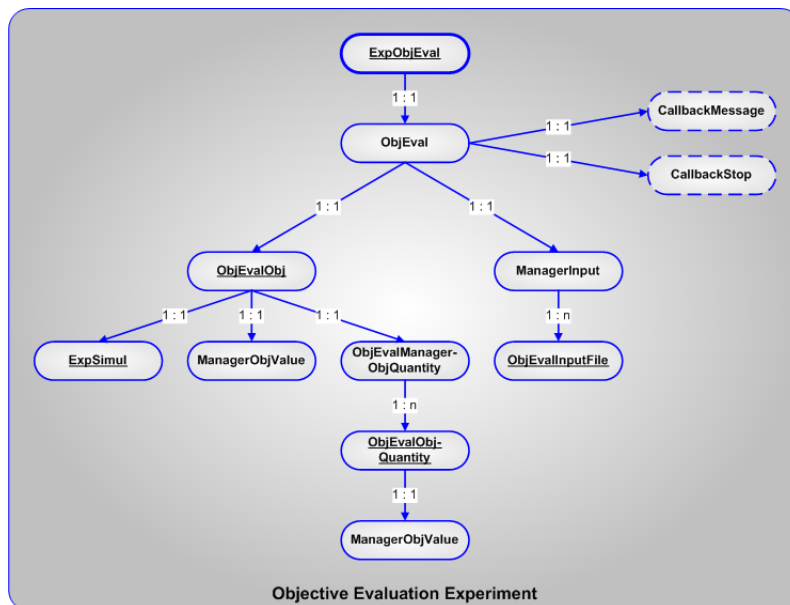 ExpObjEval
1 : 1
CallbackMessage
1 : 1
ObjEval
1 : 1
CallbackStop
1 : 1
1 : 1
ObjEvalObj
ManagerInput
1 : 1
1 : 1
1 : 1
1 : n
ExpSimul
ManagerObjValue
ObjEvalManager-
ObjQuantity
ObjEvalInputFile
1 : n
ObjEvalObj-
Quantity
1 : 1
ManagerObjValue
Objective Evaluation Experiment